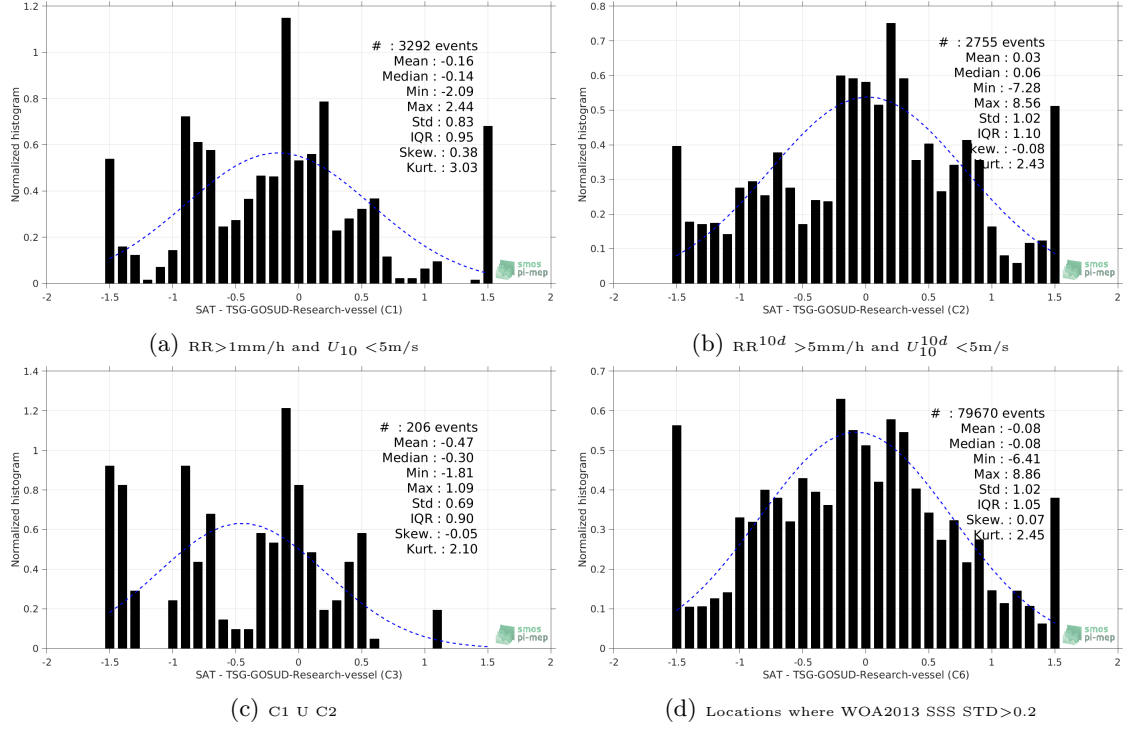 1.2
1
0.8
0.6
0.4
0.2
0
Normalized histogram
# : 3292 events
Mean : -0.16
Median : -0.14
Min : -2.09
Max : 2.44
Std : 0.83
IQR : 0.95
Skew. : 0.38
Kurt. : 3.03
smos
pi-mep
-2 -1.5 -1 -0.5 0 0.5 1 1.5 2
SAT - TSG-GOSUD-Research-vessel (C1)
(a) RR>1mm/h and U10 <5m/s
0.8
0.7
0.6
0.5
0.4
0.3
0.2
0.1
0
Normalized histogram
# : 2755 events
Mean : 0.03
Median : 0.06
Min : -7.28
Max : 8.56
Std : 1.02
IQR : 1.10
kew. : -0.08
Kurt. : 2.43
smos
pi-mep
-2 -1.5 -1 -0.5 0 0.5 1 1.5 2
SAT - TSG-GOSUD-Research-vessel (C2)
(b) RR10d >5mm/h and U10d10 <5m/s
1.4
1.2
1
0.8
0.6
0.4
0.2
0
Normalized histogram
# : 206 events
Mean : -0.47
Median : -0.30
Min : -1.81
Max : 1.09
Std : 0.69
IQR : 0.90
Skew. : -0.05
Kurt. : 2.10
smos
pi-mep
-2 -1.5 -1 -0.5 0 0.5 1 1.5 2
SAT - TSG-GOSUD-Research-vessel (C3)
(c) C1 U C2
0.7
0.6
0.5
0.4
0.3
0.2
0.1
0
Normalized histogram
# : 79670 events
Mean : -0.08
Median : -0.08
Min : -6.41
Max : 8.86
Std : 1.02
IQR : 1.05
Skew. : 0.07
Kurt. : 2.45
smos
pi-mep
-2 -1.5 -1 -0.5 0 0.5 1 1.5 2
SAT - TSG-GOSUD-Research-vessel (C6)
(d) Locations where WOA2013 SSS STD>0.2